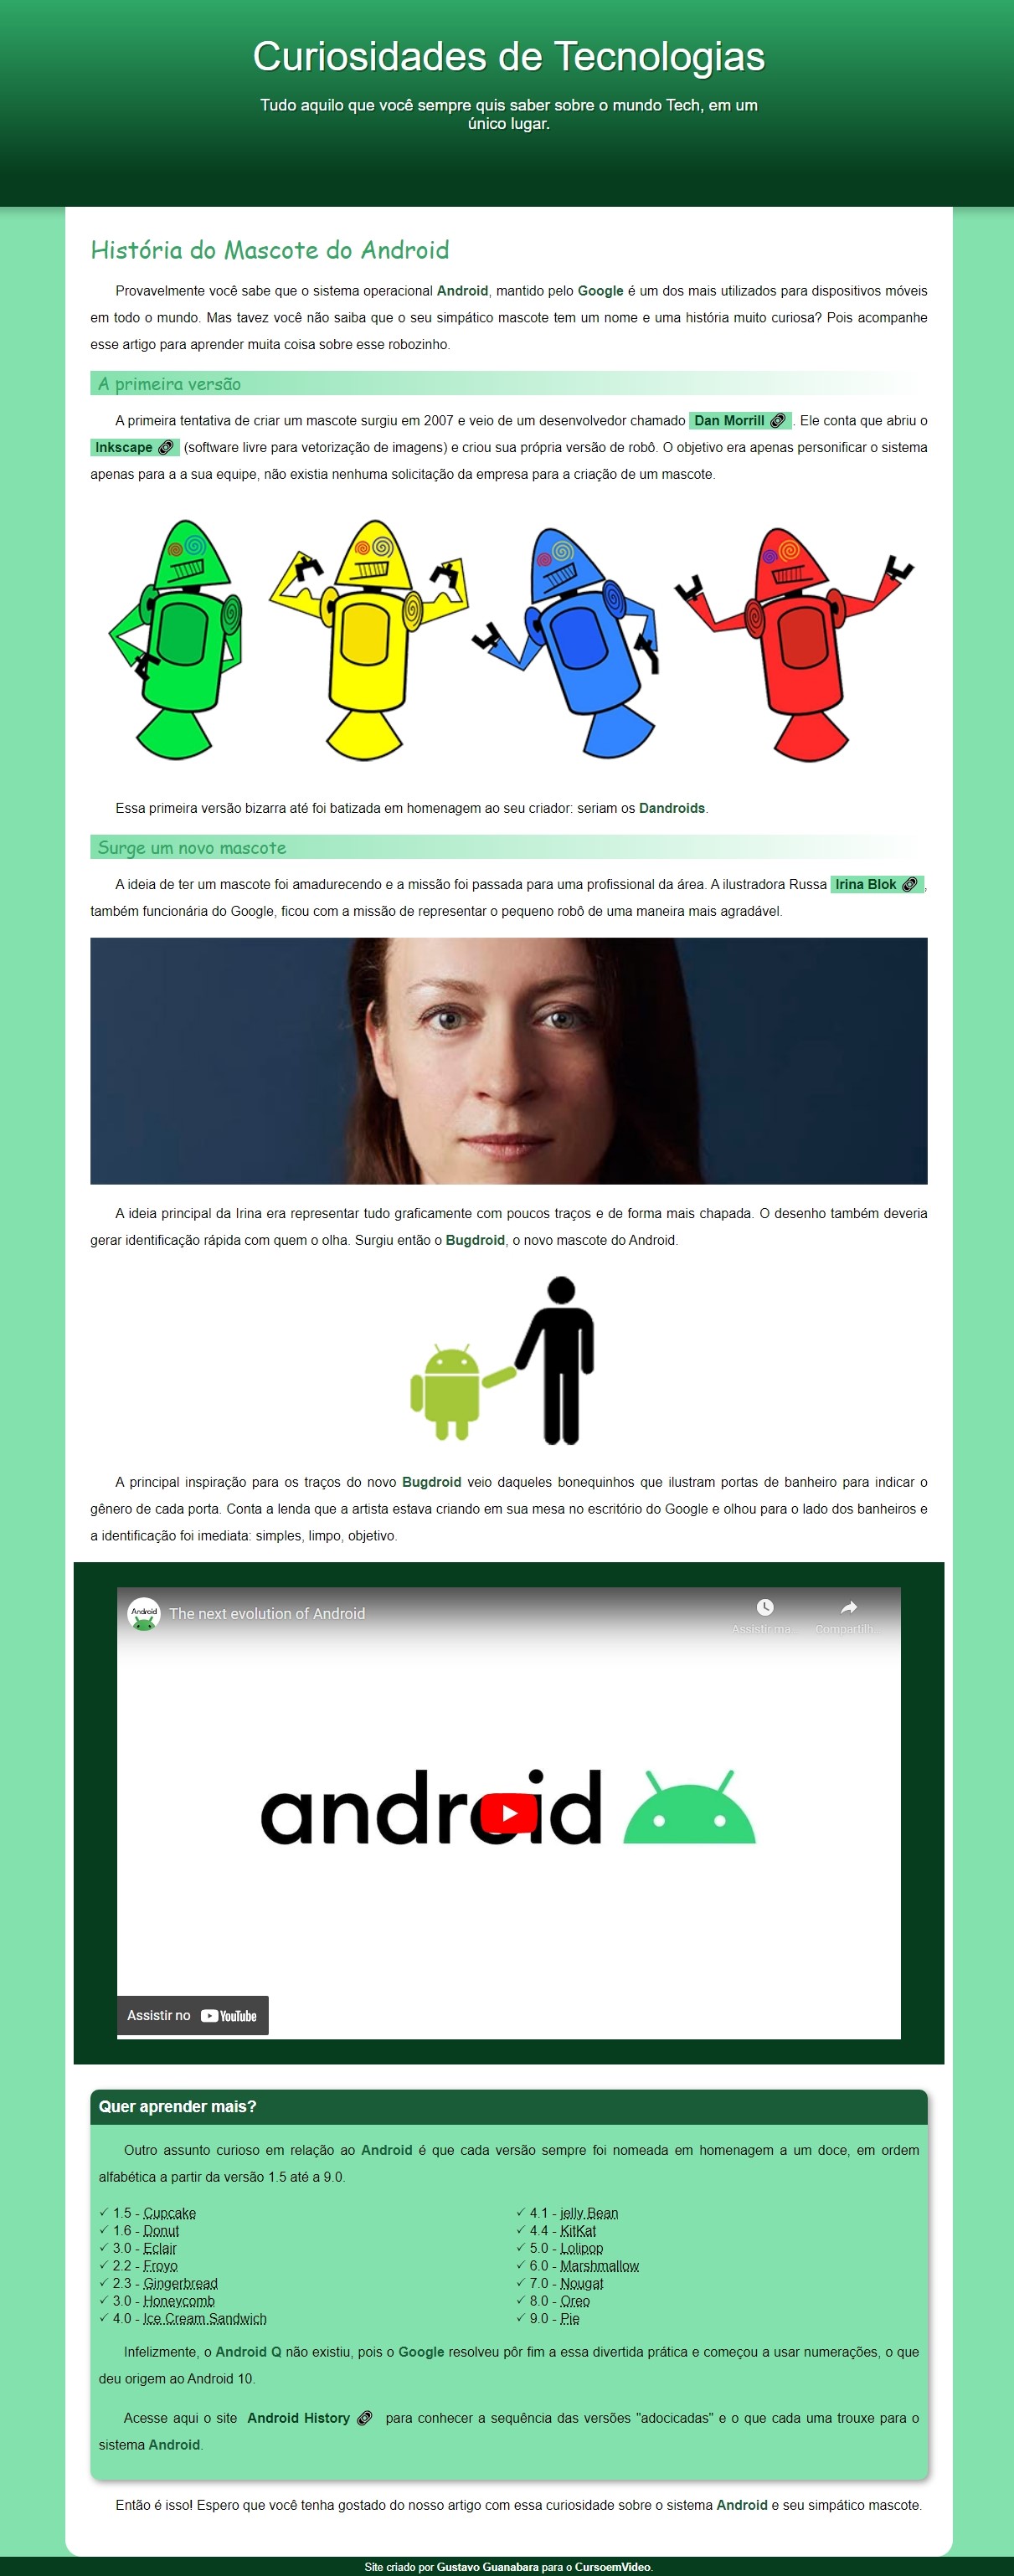 Curiosidades de Tecnologias
Tudo aquilo que você sempre quis saber sobre o mundo Tech, em um
único lugar.
História do Mascote do Android
Provavelmente você sabe que o sistema operacional Android, mantido pelo Google é um dos mais utilizados para dispositivos móveis
em todo o mundo. Mas tavez você não saiba que o seu simpático mascote tem um nome e uma história muito curiosa? Pois acompanhe
esse artigo para aprender muita coisa sobre esse robozinho.
A primeira versão
A primeira tentativa de criar um mascote surgiu em 2007 e veio de um desenvolvedor chamado Dan Morrill . Ele conta que abriu o
Inkscape (software livre para vetorização de imagens) e criou sua própria versão de robô. O objetivo era apenas personificar o sistema
apenas para a a sua equipe, não existia nenhuma solicitação da empresa para a criação de um mascote.
Essa primeira versão bizarra até foi batizada em homenagem ao seu criador: seriam os Dandroids.
Surge um novo mascote
A ideia de ter um mascote foi amadurecendo e a missão foi passada para uma profissional da área. A ilustradora Russa Irina Blok ,
também funcionária do Google, ficou com a missão de representar o pequeno robô de uma maneira mais agradável.
A ideia principal da Irina era representar tudo graficamente com poucos traços e de forma mais chapada. O desenho também deveria
gerar identificação rápida com quem o olha. Surgiu então o Bugdroid, o novo mascote do Android.
A principal inspiração para os traços do novo Bugdroid veio daqueles bonequinhos que ilustram portas de banheiro para indicar o
gênero de cada porta. Conta a lenda que a artista estava criando em sua mesa no escritório do Google e olhou para o lado dos banheiros e
a identificação foi imediata: simples, limpo, objetivo.
Android
The next evolution of Android
Assistir ma...
Compartilh...
android
Assistir no YouTube
Quer aprender mais?
Outro assunto curioso em relação ao Android é que cada versão sempre foi nomeada em homenagem a um doce, em ordem
alfabética a partir da versão 1.5 até a 9.0.
✓ 1.5 - Cupcake
✓ 1.6 - Donut
✓ 3.0 - Eclair
✓ 2.2 - Froyo
✓ 2.3 - Gingerbread
✓ 3.0 - Honeycomb
✓ 4.0 - Ice Cream Sandwich
✓ 4.1 - jelly Bean
✓ 4.4 - KitKat
✓ 5.0 - Lolipop
✓ 6.0 - Marshmallow
✓ 7.0 - Nougat
✓ 8.0 - Oreo
✓ 9.0 - Pie
Infelizmente, o Android Q não existiu, pois o Google resolveu pôr fim a essa divertida prática e começou a usar numerações, o que
deu origem ao Android 10.
Acesse aqui o site Android History para conhecer a sequência das versões "adocicadas" e o que cada uma trouxe para o
sistema Android.
Então é isso! Espero que você tenha gostado do nosso artigo com essa curiosidade sobre o sistema Android e seu simpático mascote.
Site criado por Gustavo Guanabara para o CursoemVideo.